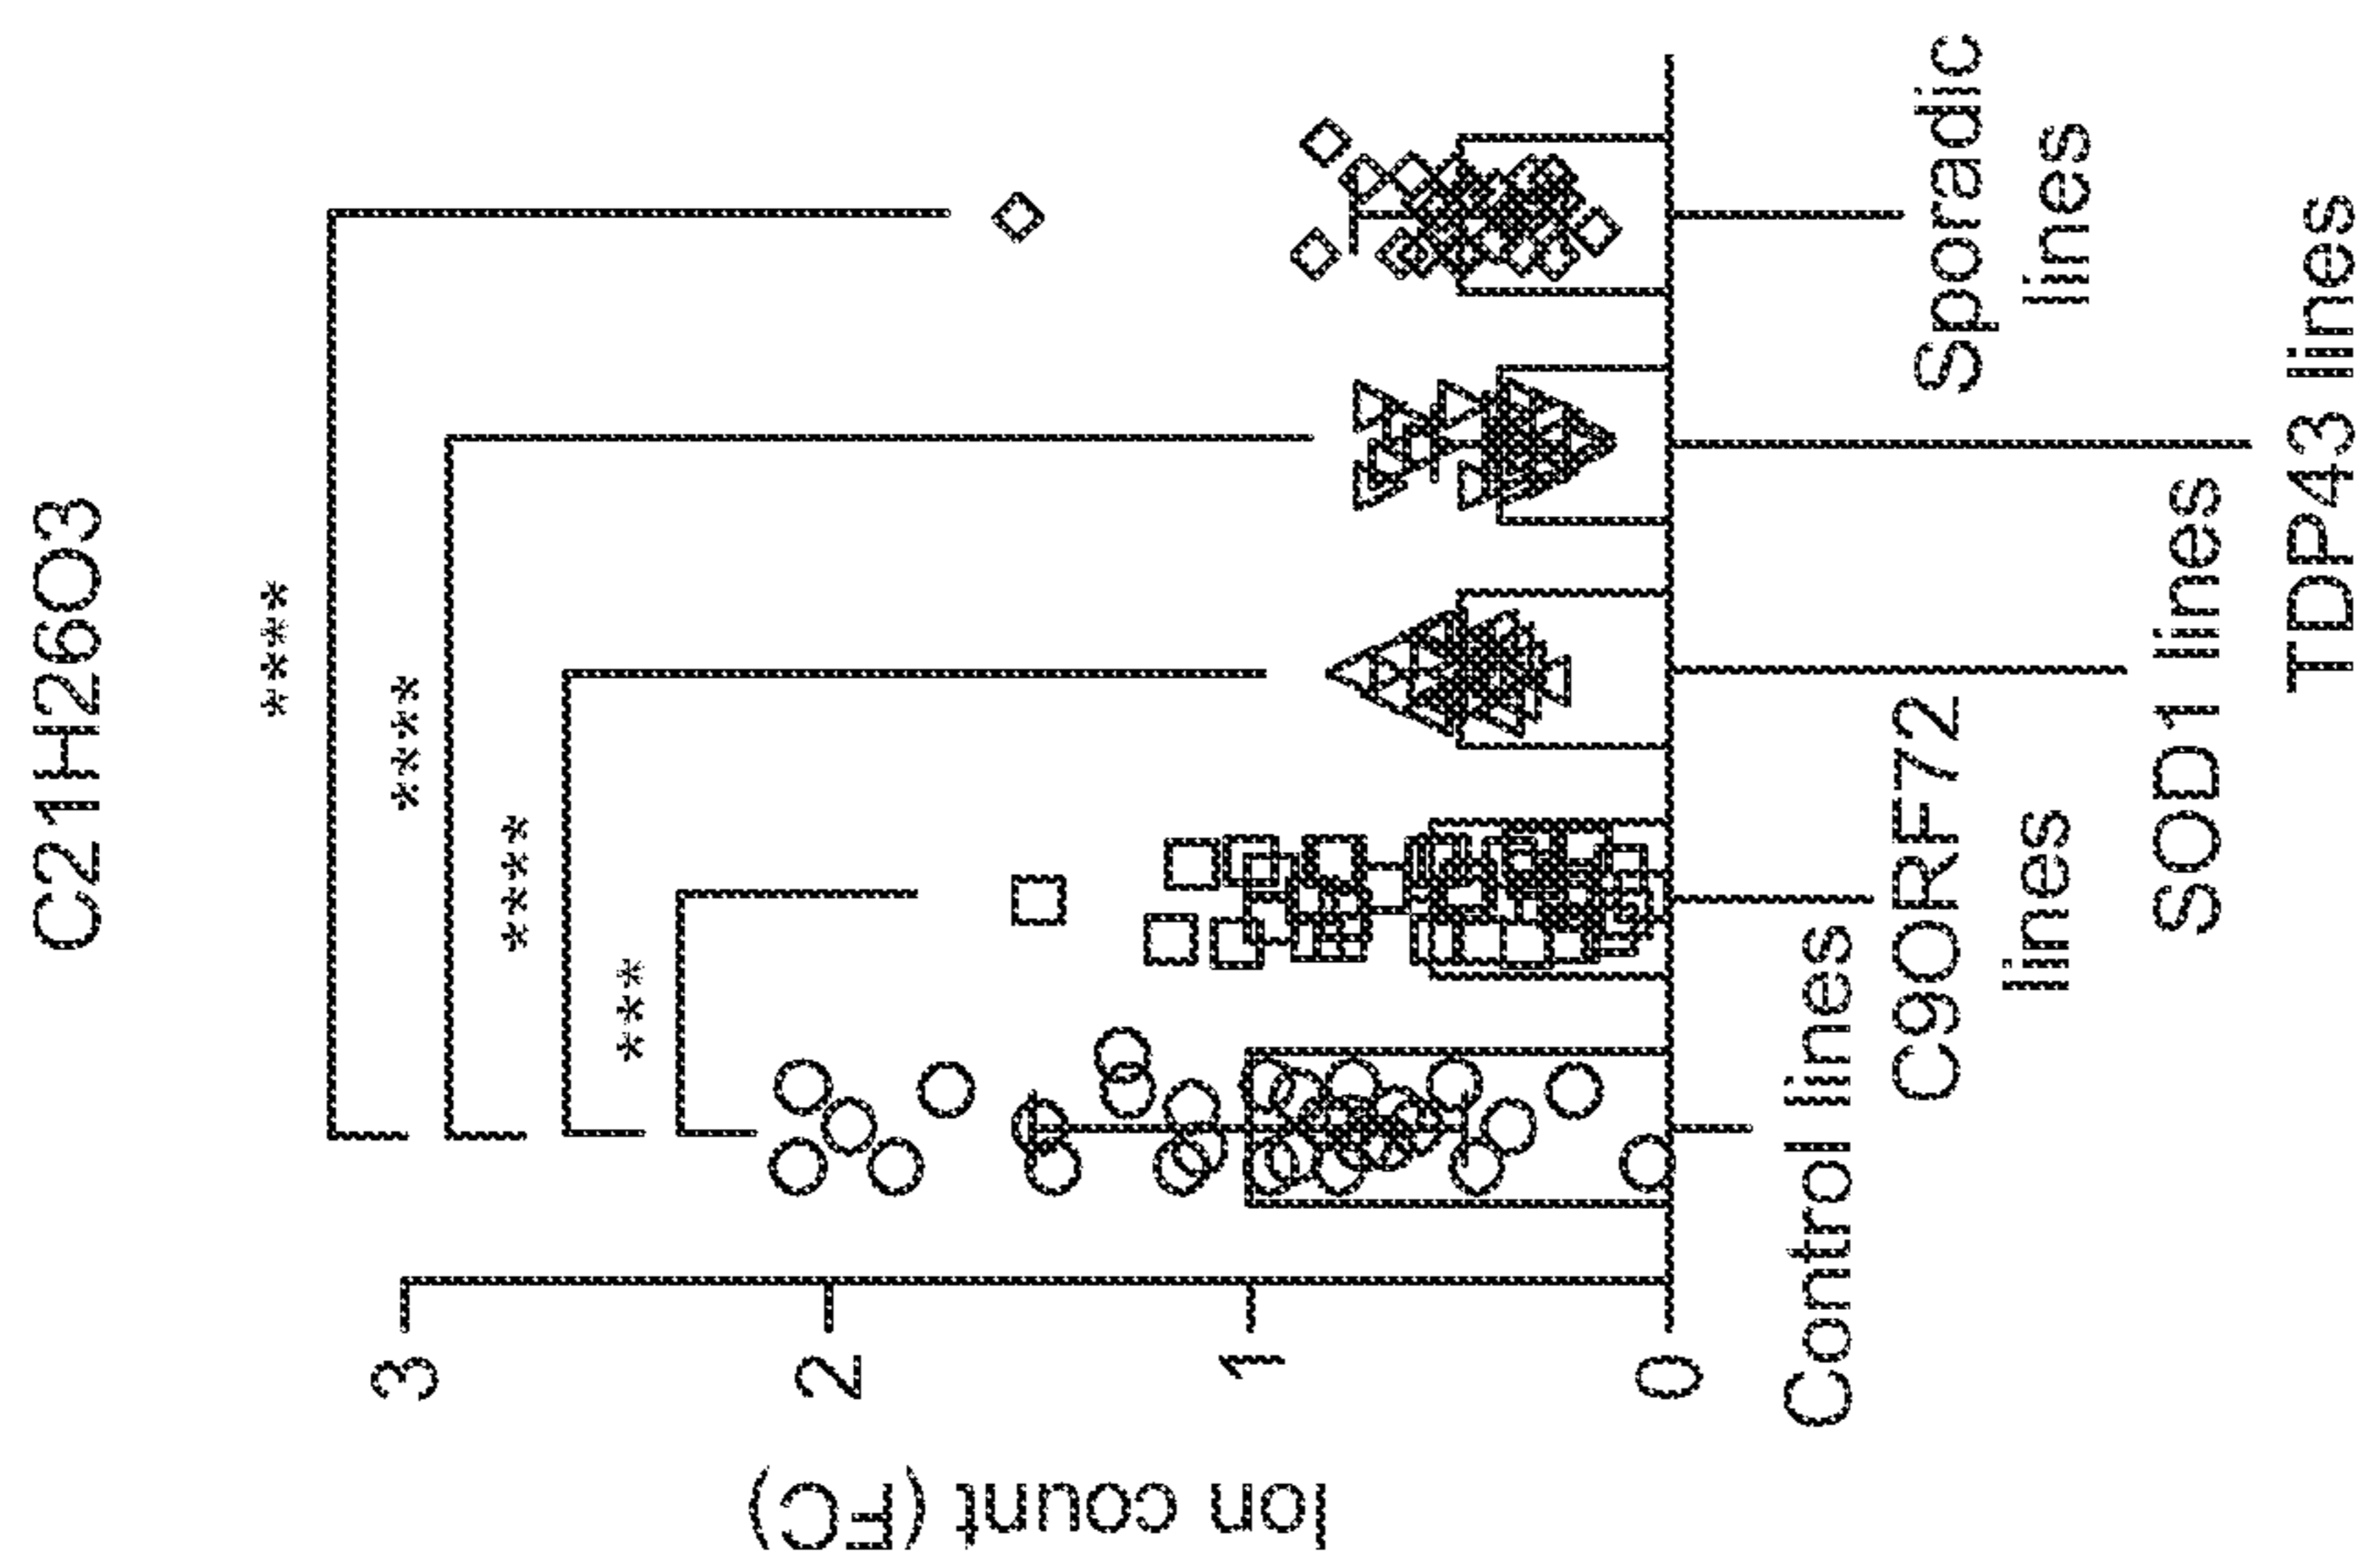 C21H26O3
****
****
****
***
Ion count (FC)
3
2
1
0
Control lines
C9ORF72
lines
SOD1 lines
TDP43 lines
Sporadic
lines